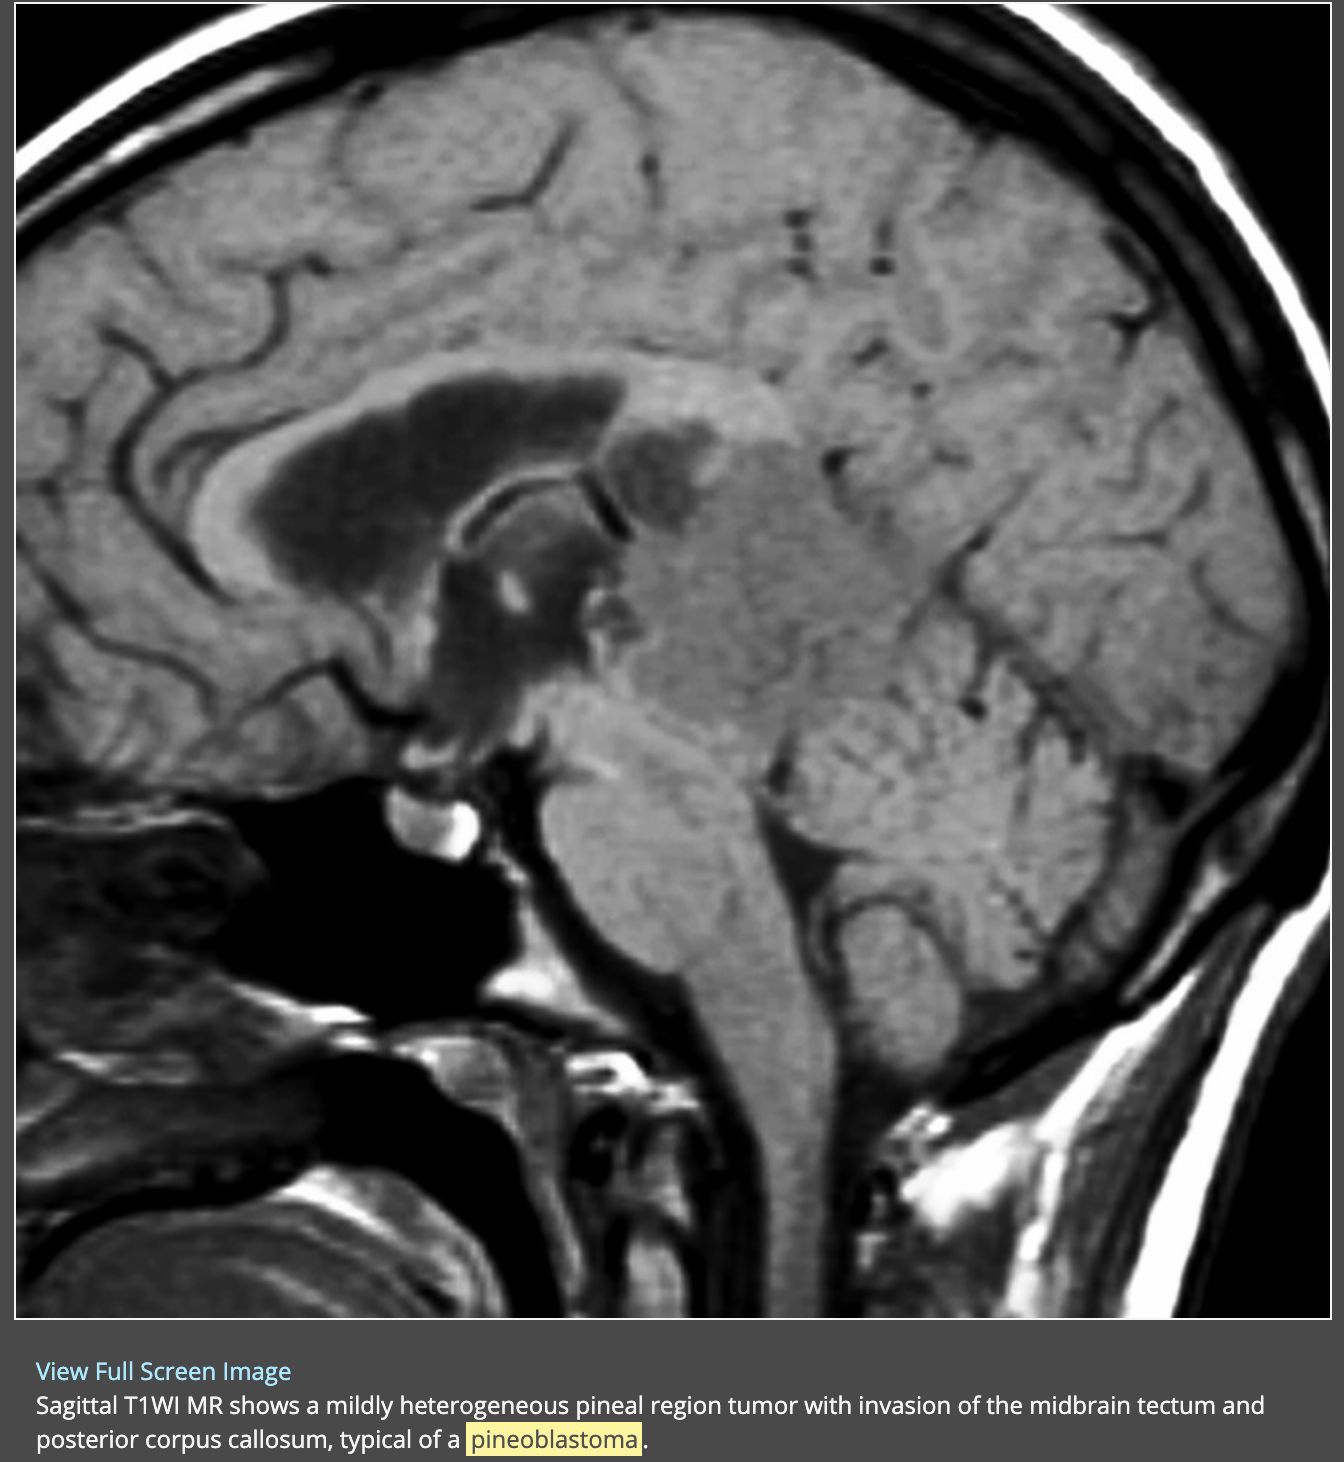 View Full Screen Image
Sagittal T1WI MR shows a mildly heterogeneous pineal region tumor with invasion of the midbrain tectum and
posterior corpus callosum, typical of a pineoblastoma.